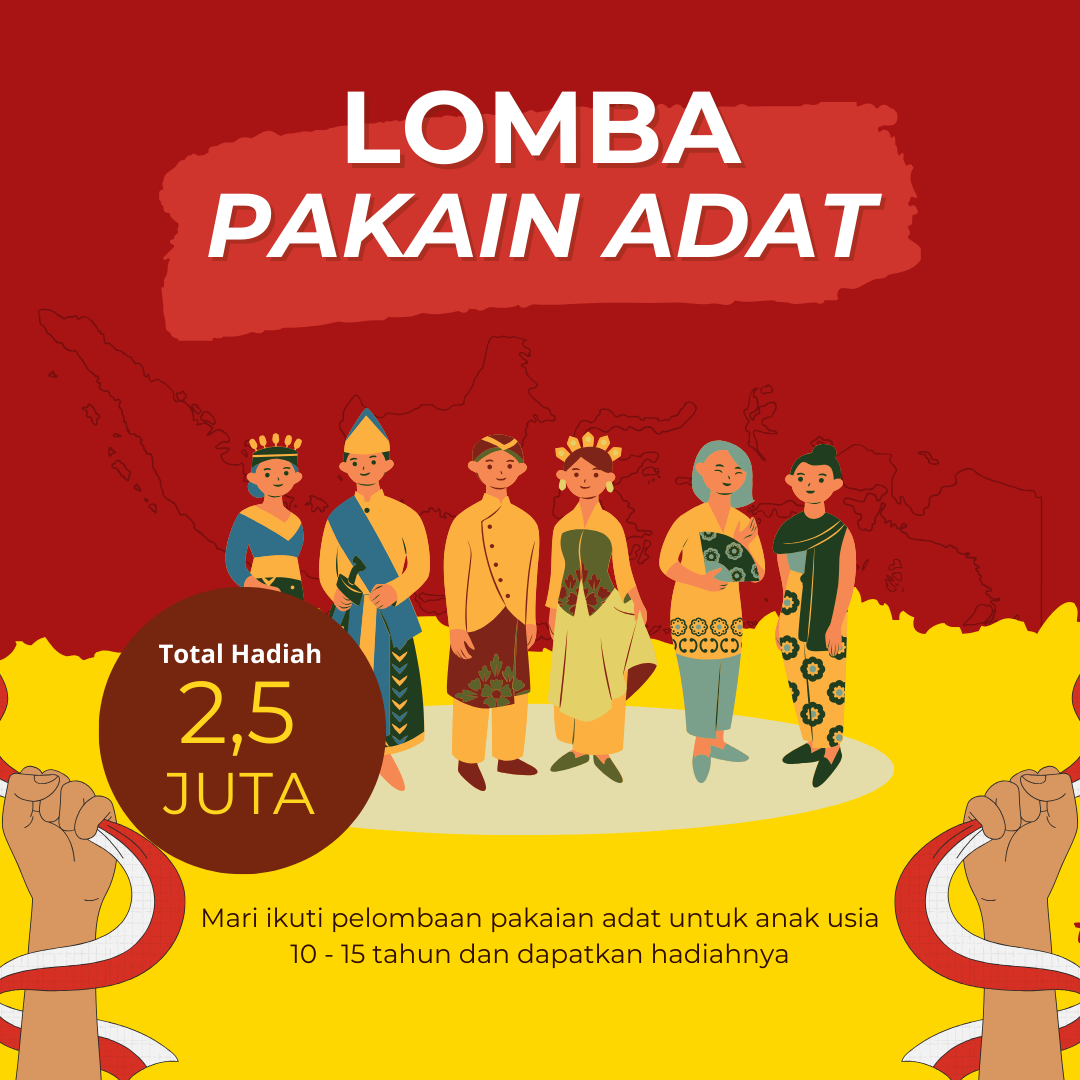 LOMBA
PAKAIN ADAT
Total Hadiah
2,5
JUTA
Mari ikuti pelombaan pakaian adat untuk anak usia
10 - 15 tahun dan dapatkan hadiahnya